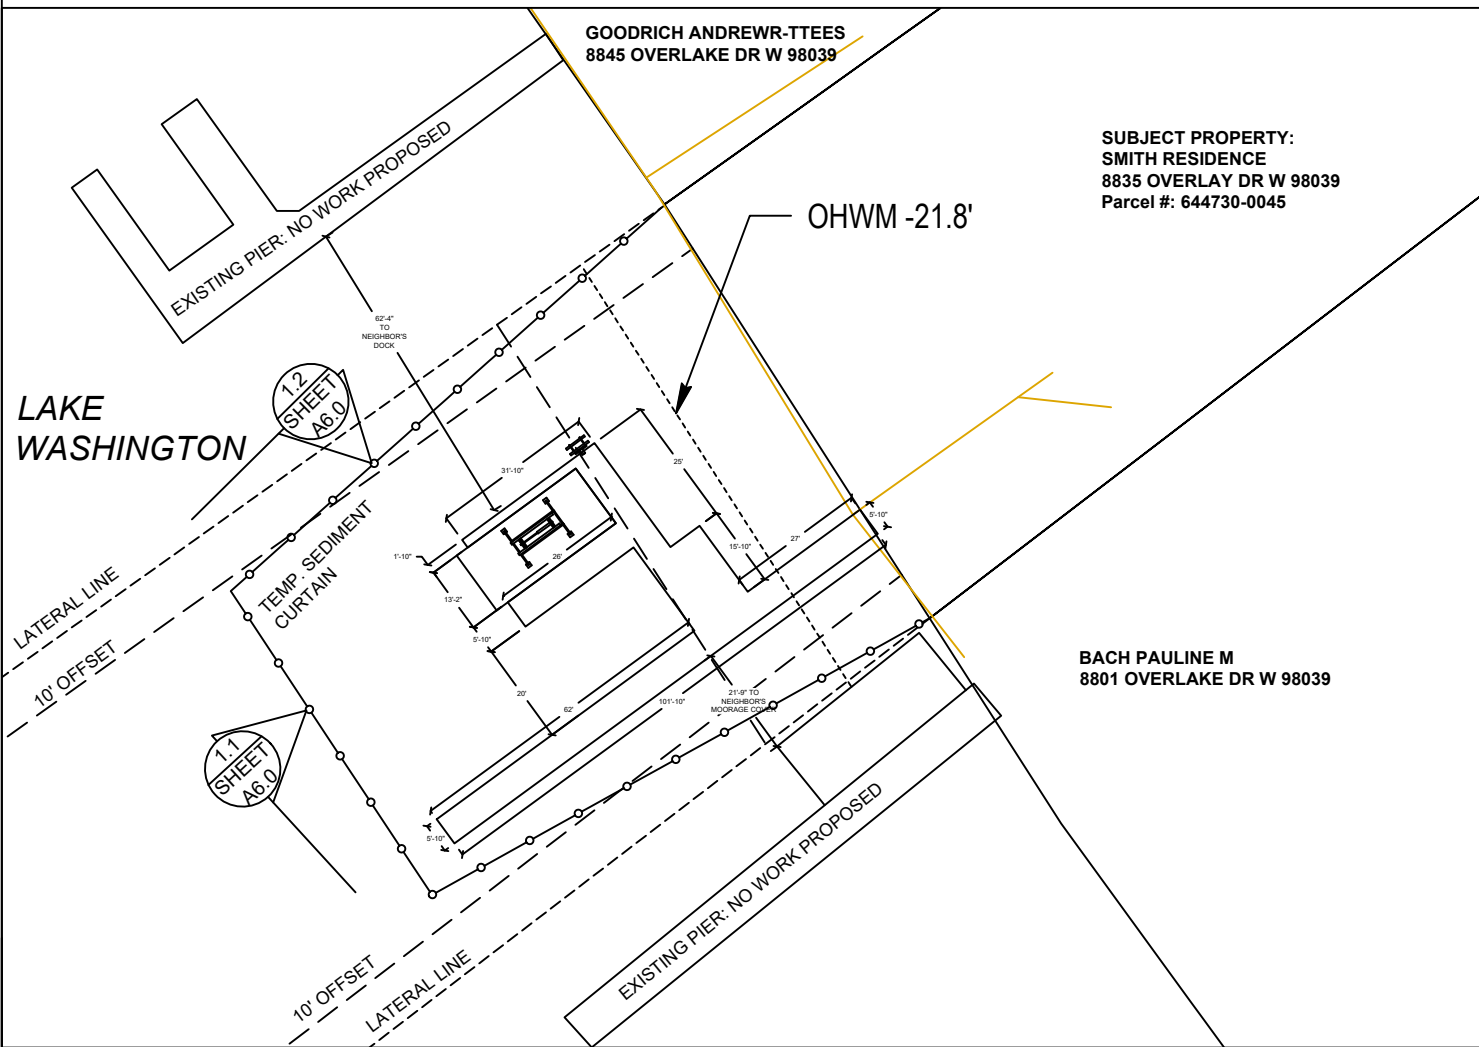 GOODRICH ANDREWR-TTEES
8845 OVERLAKE DR W 98039
SUBJECT PROPERTY:
SMITH RESIDENCE
8835 OVERLAY DR W 98039
Parcel #: 644730-0045
EXISTING PIER: NO WORK PROPOSED
OHWM -21.8'
62'-4"
TO
NEIGHBOR'S
DOCK
1.2
SHEET
A6.0
LAKE
WASHINGTON
31'-10"
25'
5'-10"
1'-10"
26'
15'-10"
27'
TEMP. SEDIMENT
CURTAIN
13'-2"
LATERAL LINE
10' OFFSET
5'-10"
20'
62'
101'-10"
21'-9" TO
NEIGHBOR'S
MOORAGE COVER
BACH PAULINE M
8801 OVERLAKE DR W 98039
1.1
SHEET
A6.0
5'-10"
EXISTING PIER: NO WORK PROPOSED
10' OFFSET
LATERAL LINE